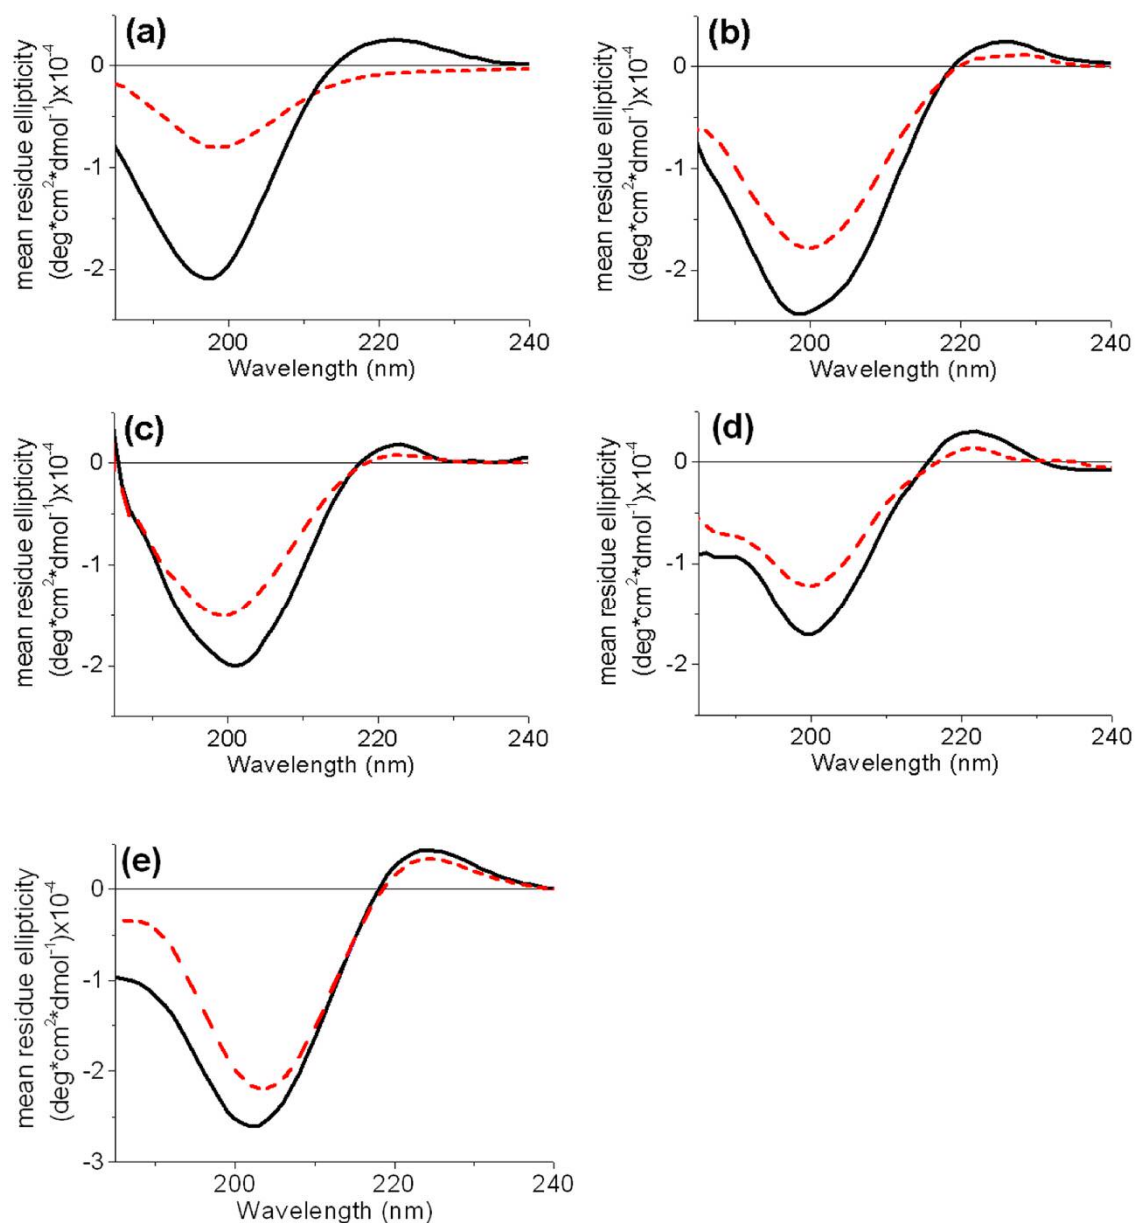 (a)
mean residue ellipticity
(deg*cm²*dmol⁻¹)x10⁻⁴
0
-1
-2
200
220
240
Wavelength (nm)
(b)
mean residue ellipticity
(deg*cm²*dmol⁻¹)x10⁻⁴
0
-1
-2
200
220
240
Wavelength (nm)
(c)
mean residue ellipticity
(deg*cm²*dmol⁻¹)x10⁻⁴
0
-1
-2
200
220
240
Wavelength (nm)
(d)
mean residue ellipticity
(deg*cm²*dmol⁻¹)x10⁻⁴
0
-1
-2
200
220
240
Wavelength (nm)
(e)
mean residue ellipticity
(deg*cm²*dmol⁻¹)x10⁻⁴
0
-1
-2
-3
200
220
240
Wavelength (nm)